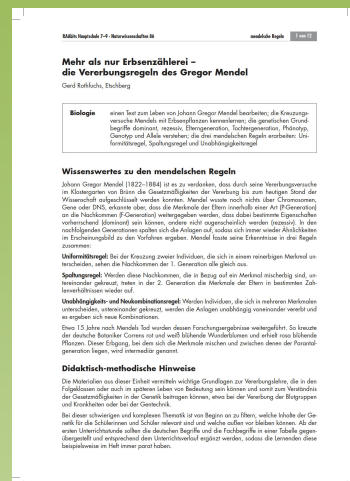 RAAbits Hauptschule 7–9 · Naturwissenschaften 86
mendelsche Regeln
1 von 12
Mehr als nur Erbsenzählerei –
die Vererbungsregeln des Gregor Mendel
Gerd Rothfuchs, Etschberg
Biologie
einen Text zum Leben von Johann Gregor Mendel bearbeiten; die Kreuzungs-
versuche Mendels mit Erbsenpflanzen kennenlernen; die genetischen Grund-
begriffe dominant, rezessiv, Elterngeneration, Tochtergeneration, Phänotyp,
Genotyp und Allele verstehen; die drei mendelschen Regeln erarbeiten: Uni-
formitätsregel, Spaltungsregel und Unabhängigkeitsregel
Wissenswertes zu den mendelschen Regeln
Johann Gregor Mendel (1822–1884) ist es zu verdanken, dass durch seine Vererbungsversuche
im Klostergarten von Brünn die Gesetzmäßigkeiten der Vererbung bis zum heutigen Stand der
Wissenschaft aufgeschlüsselt werden konnten. Mendel wusste noch nichts über Chromosomen,
Gene oder DNS, erkannte aber, dass die Merkmale der Eltern innerhalb einer Art (P-Generation)
an die Nachkommen (F-Generation) weitergegeben werden, dass dabei bestimmte Eigenschaften
vorherrschend (dominant) sein können, andere nicht augenscheinlich werden (rezessiv). In den
nachfolgenden Generationen spalten sich die Anlagen auf, sodass sich immer wieder Ähnlichkeiten
im Erscheinungsbild zu den Vorfahren ergeben. Mendel fasste seine Erkenntnisse in drei Regeln
zusammen:
Uniformitätsregel: Bei der Kreuzung zweier Individuen, die sich in einem reinerbigen Merkmal un-
terscheiden, sehen die Nachkommen der 1. Generation alle gleich aus.
Spaltungsregel: Werden diese Nachkommen, die in Bezug auf ein Merkmal mischerbig sind, un-
tereinander gekreuzt, treten in der 2. Generation die Merkmale der Eltern in bestimmten Zah-
lenverhältnissen wieder auf.
Unabhängigkeits- und Neukombinationsregel: Werden Individuen, die sich in mehreren Merkmalen
unterscheiden, untereinander gekreuzt, werden die Anlagen unabhängig voneinander vererbt und
es ergeben sich neue Kombinationen.
Etwa 15 Jahre nach Mendels Tod wurden dessen Forschungsergebnisse weitergeführt. So kreuzte
der deutsche Botaniker Correns rot und weiß blühende Wunderblumen und erhielt rosa blühende
Pflanzen. Dieser Erbgang, bei dem sich die Merkmale mischen und zwischen denen der Parental-
generation liegen, wird intermediär genannt.
Didaktisch-methodische Hinweise
Die Materialien aus dieser Einheit vermitteln wichtige Grundlagen zur Vererbungslehre, die in den
Folgeklassen oder auch im späteren Leben von Bedeutung sein können und somit zum Verständnis
der Gesetzmäßigkeiten in der Genetik beitragen können, etwa bei der Vererbung der Blutgruppen
und Krankheiten oder bei der Gentechnik.
Bei dieser schwierigen und komplexen Thematik ist von Beginn an zu filtern, welche Inhalte der Ge-
netik für die Schülerinnen und Schüler relevant sind und welche außen vor bleiben können. Ab der
ersten Unterrichtsstunde sollten die deutschen Begriffe und die Fachbegriffe in einer Tabelle gegen-
übergestellt und entsprechend dem Unterrichtsverlauf ergänzt werden, sodass die Lernenden diese
beispielsweise im Heft immer parat haben.